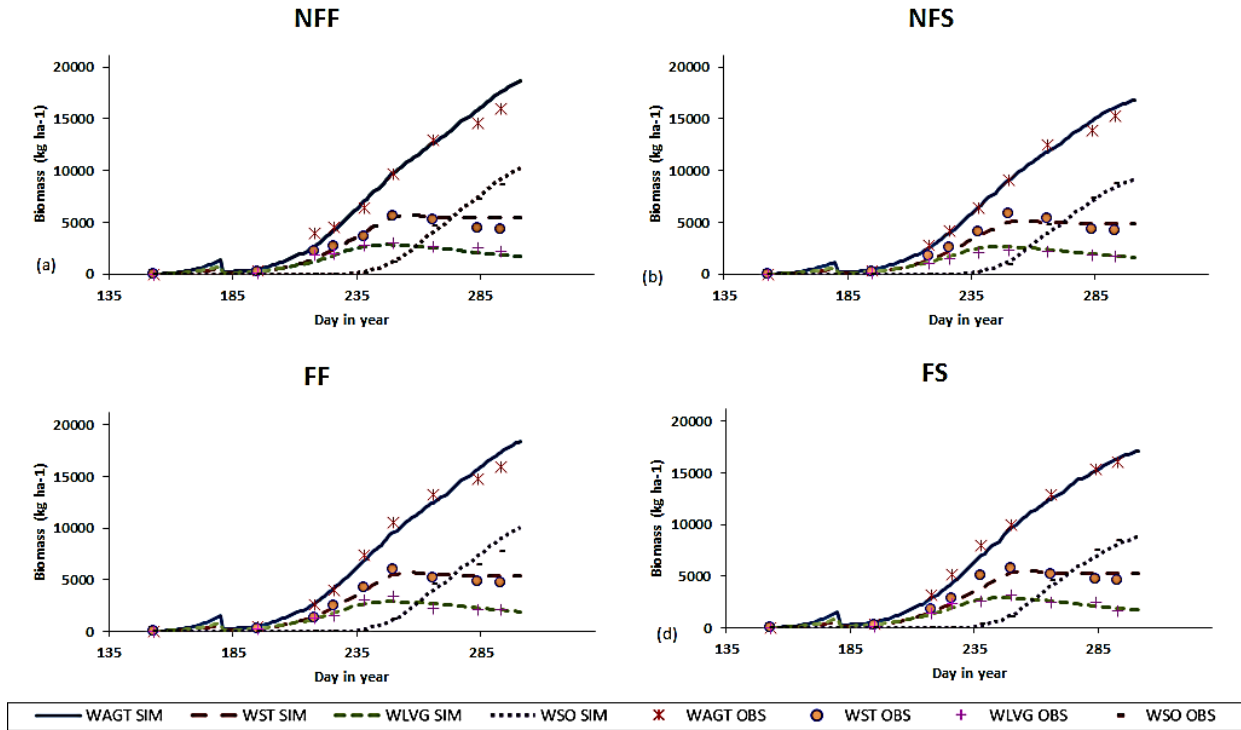 NFF
20000
15000
10000
5000
0
Biomass (kg ha-1)
(a)
135 185 235 285
Day in year
NFS
20000
15000
10000
5000
0
Biomass (kg ha-1)
(b)
135 185 235 285
Day in year
FF
20000
15000
10000
5000
0
Biomass (kg ha-1)
135 185 235 285
Day in year
FS
20000
15000
10000
5000
0
Biomass (kg ha-1)
(d)
135 185 235 285
Day in year
WAGT SIM WST SIM WLVG SIM WSO SIM WAGT OBS WST OBS WLVG OBS WSO OBS